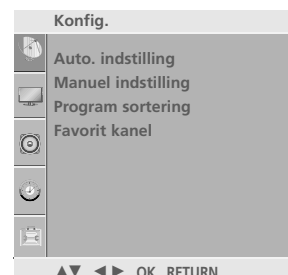 Konfig.
Auto. indstilling
Manuel indstilling
Program sortering
Favorit kanel
▲▼ ◄► OK RETURN